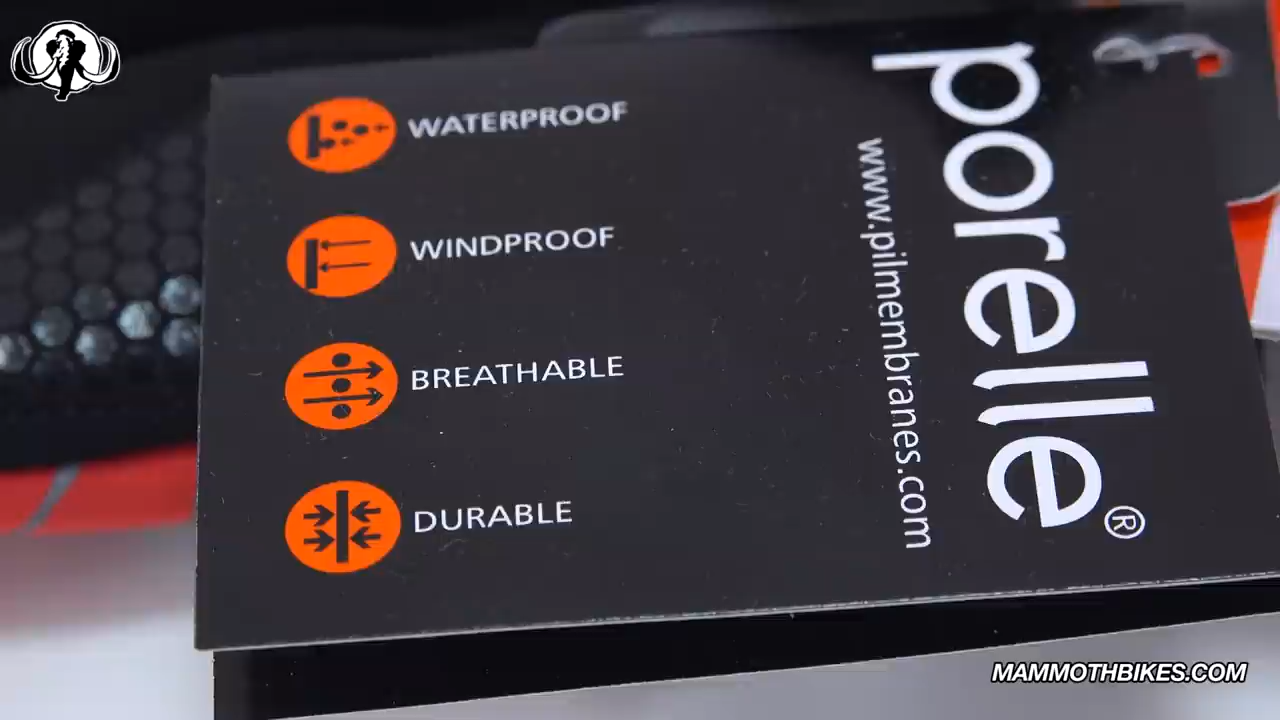 WATERPROOF
WINDPROOF
BREATHABLE
DURABLE
porelle®
www.pilmembranes.com
MAMMOTHBIKES.COM